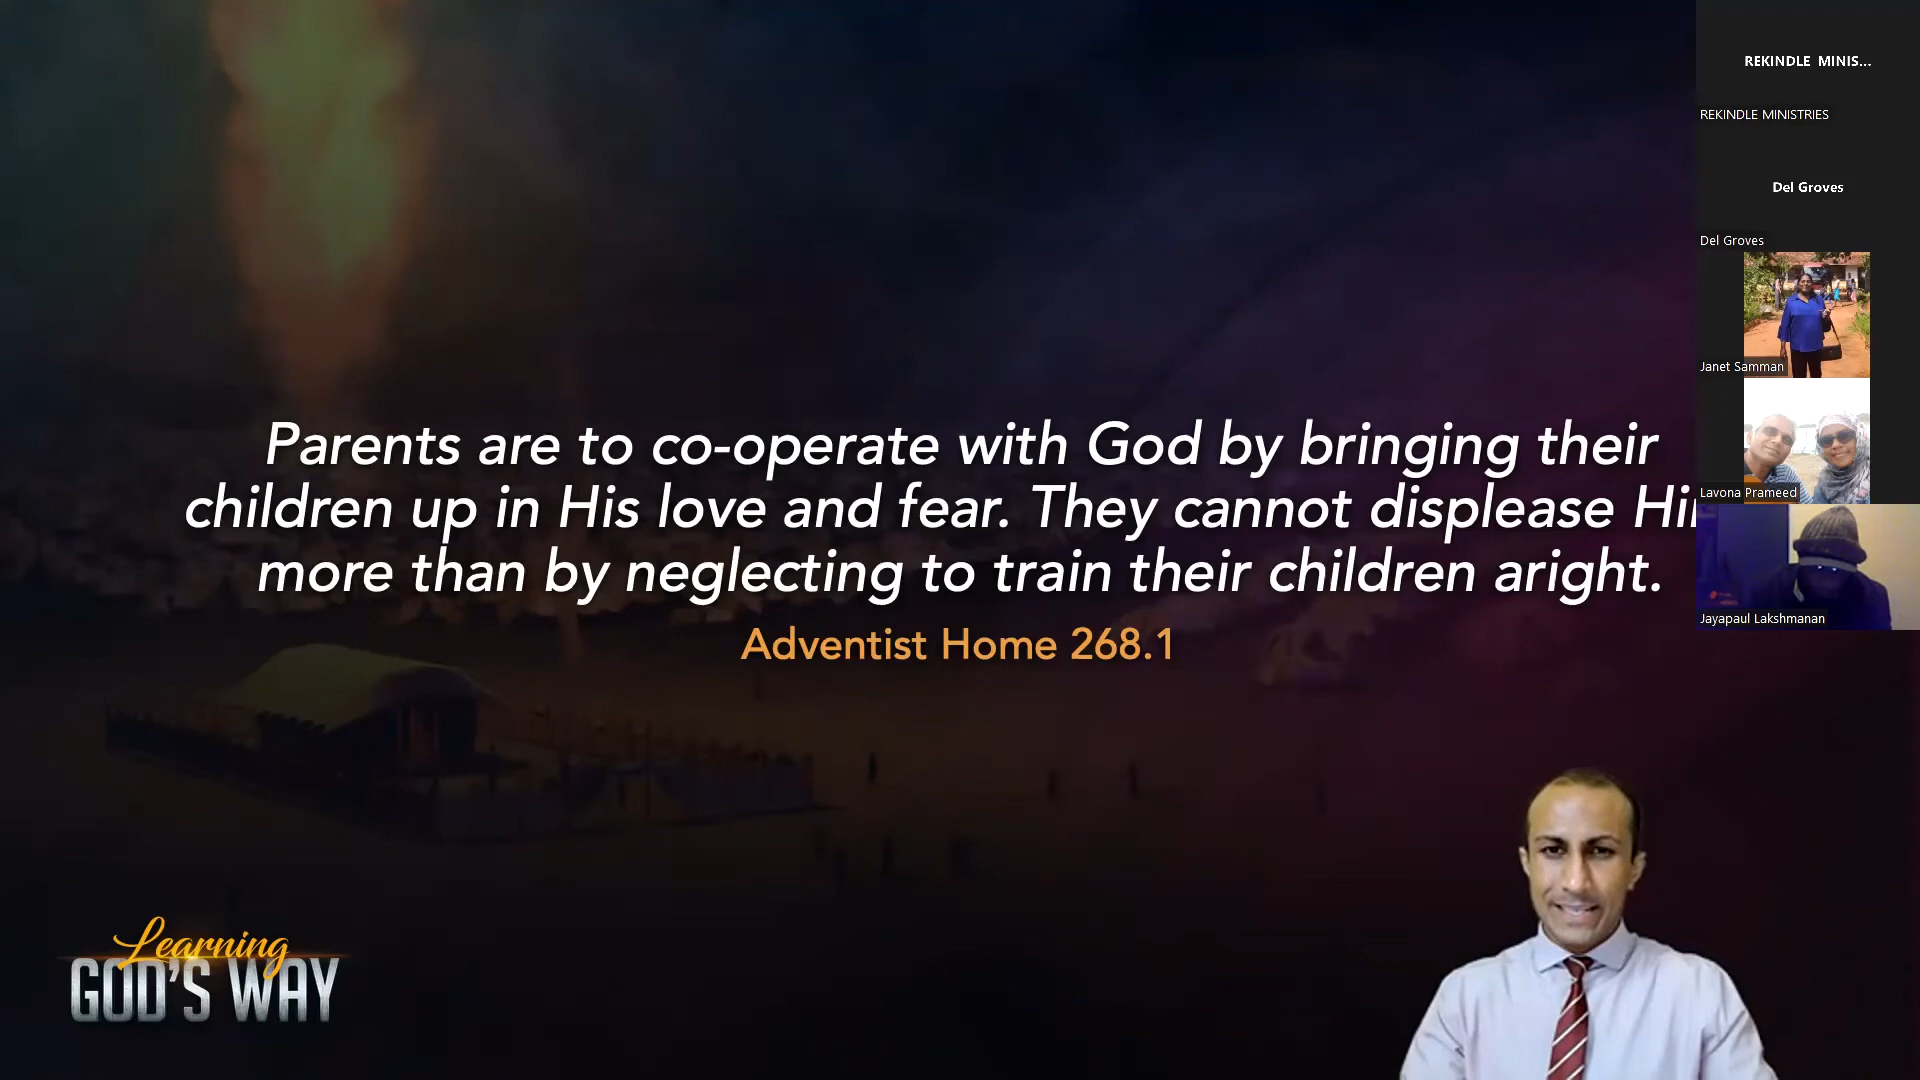 REKINDLE MINIS...
REKINDLE MINISTRIES
Del Groves
Del Groves
Janet Samman
Lavona Prameed
Jayapaul Lakshmanan
Parents are to co-operate with God by bringing their
children up in His love and fear. They cannot displease
more than by neglecting to train their children aright.
Adventist Home 268.1
Learning
GOD'S WAY